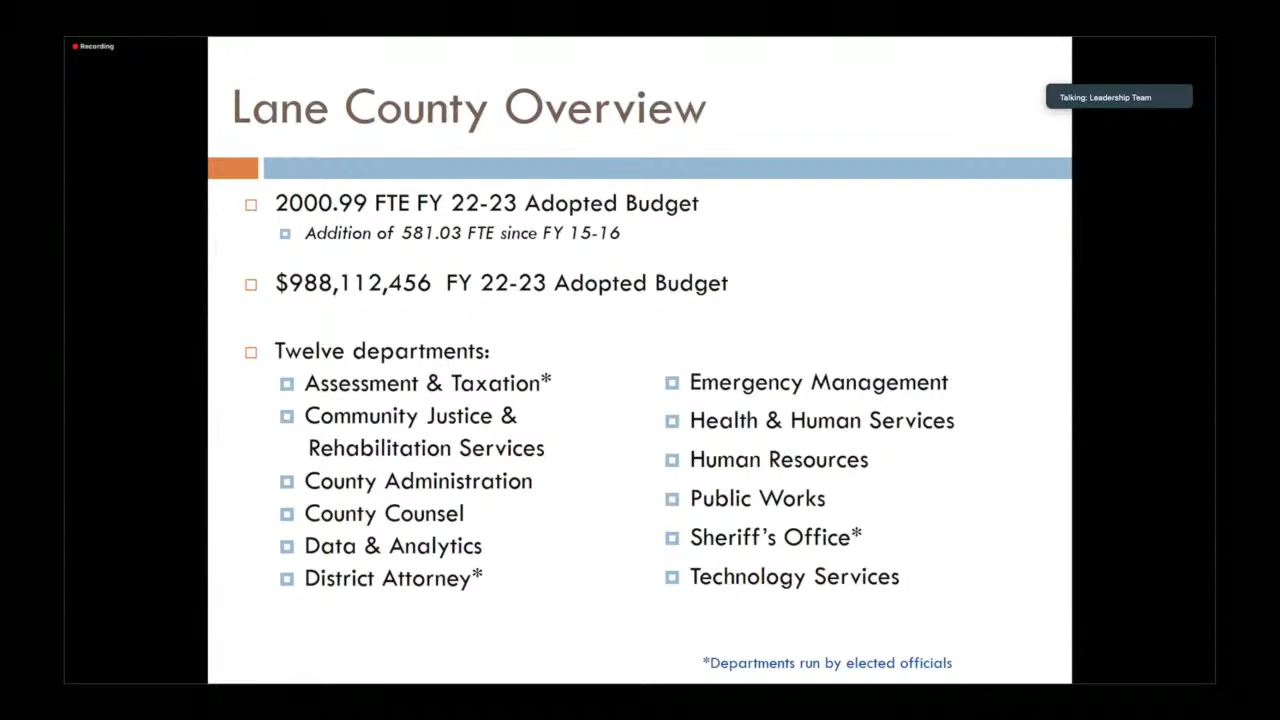 Recording
Talking: Leadership Team
Lane County Overview
2000.99 FTE FY 22-23 Adopted Budget
Addition of 581.03 FTE since FY 15-16
$988,112,456 FY 22-23 Adopted Budget
Twelve departments:
Assessment & Taxation*
Community Justice &
Rehabilitation Services
County Administration
County Counsel
Data & Analytics
District Attorney*
Emergency Management
Health & Human Services
Human Resources
Public Works
Sheriff's Office*
Technology Services
*Departments run by elected officials